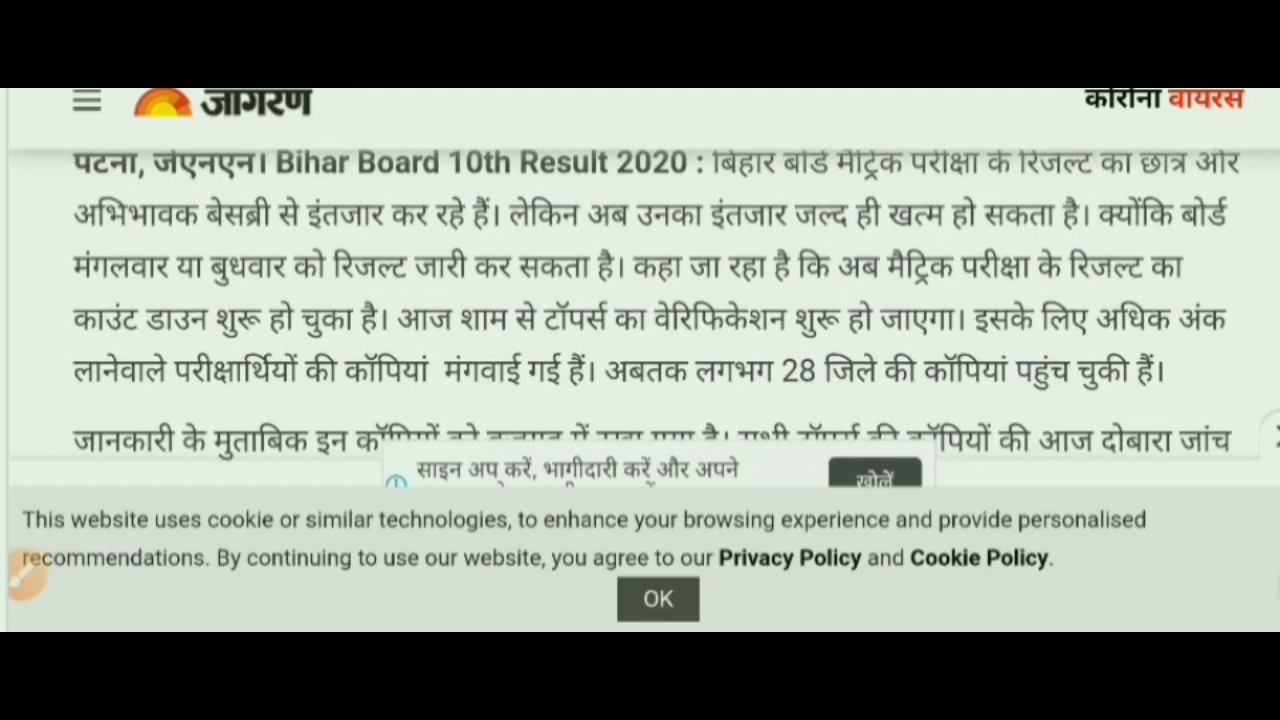 जागरण
कोरोना वायरस
पटना, जेएनएन। Bihar Board 10th Result 2020 : बिहार बोर्ड मैट्रिक परीक्षा के रिजल्ट का छात्र और
अभिभावक बेसब्री से इंतजार कर रहे हैं। लेकिन अब उनका इंतजार जल्द ही खत्म हो सकता है। क्योंकि बोर्ड
मंगलवार या बुधवार को रिजल्ट जारी कर सकता है। कहा जा रहा है कि अब मैट्रिक परीक्षा के रिजल्ट का
काउंट डाउन शुरू हो चुका है। आज शाम से टॉपर्स का वेरिफिकेशन शुरू हो जाएगा। इसके लिए अधिक अंक
लानेवाले परीक्षार्थियों की कॉपियां मंगवाई गई हैं। अबतक लगभग 28 जिले की कॉपियां पहुंच चुकी हैं।
जानकारी के मुताबिक इन कॉपियों को में रखा गया है। सभी टॉपर्स की कॉपियों की आज दोबारा जांच
साइन अप करें, भागीदारी करें और अपने
खोलें
This website uses cookie or similar technologies, to enhance your browsing experience and provide personalised
recommendations. By continuing to use our website, you agree to our Privacy Policy and Cookie Policy.
OK